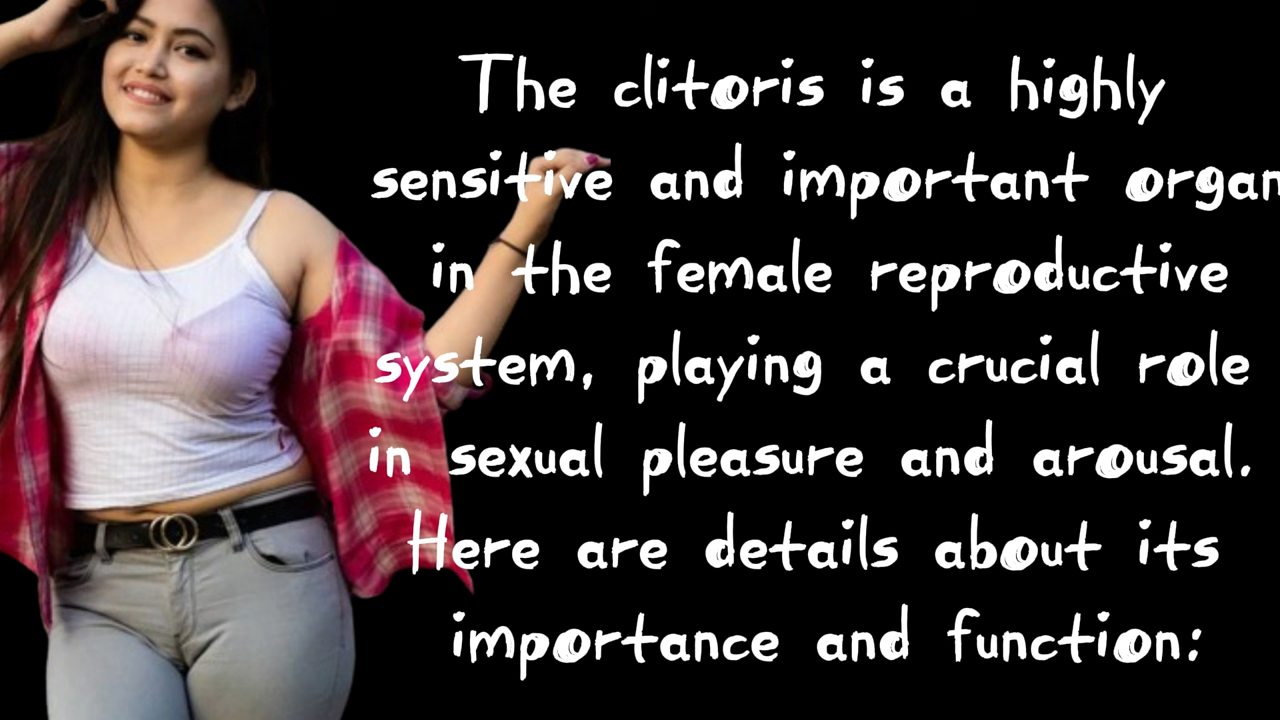 The clitoris is a highly
sensitive and important organ
in the female reproductive
system, playing a crucial role
in sexual pleasure and arousal.
Here are details about its
importance and function: